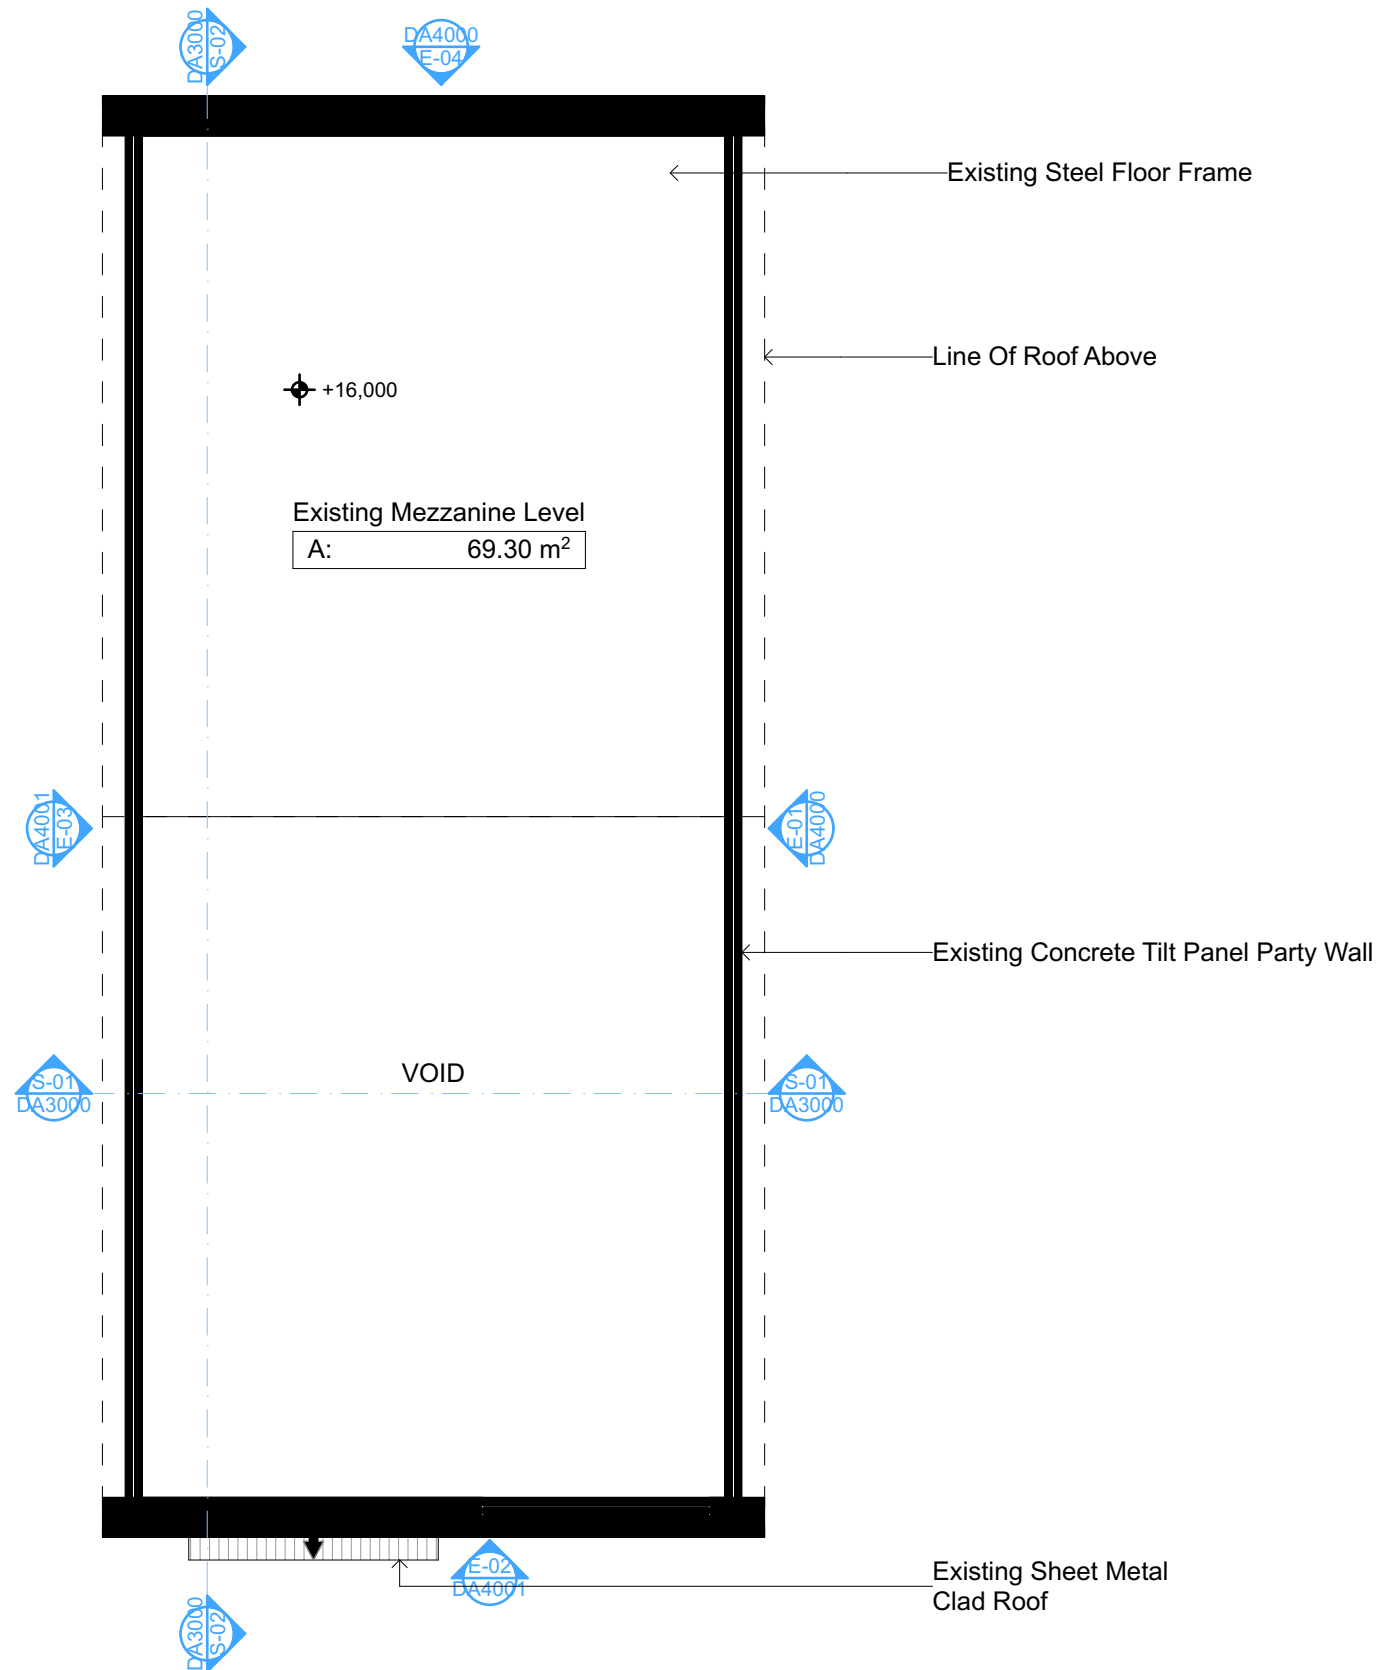 DA3000
S-02
DA4000
E-04
Existing Steel Floor Frame
Line Of Roof Above
+16,000
Existing Mezzanine Level
A: 69.30 m²
DA4001
E-03
E-01
DA4000
Existing Concrete Tilt Panel Party Wall
VOID
S-01
DA3000
S-01
DA3000
E-02
DA4001
Existing Sheet Metal
Clad Roof
DA3000
S-02